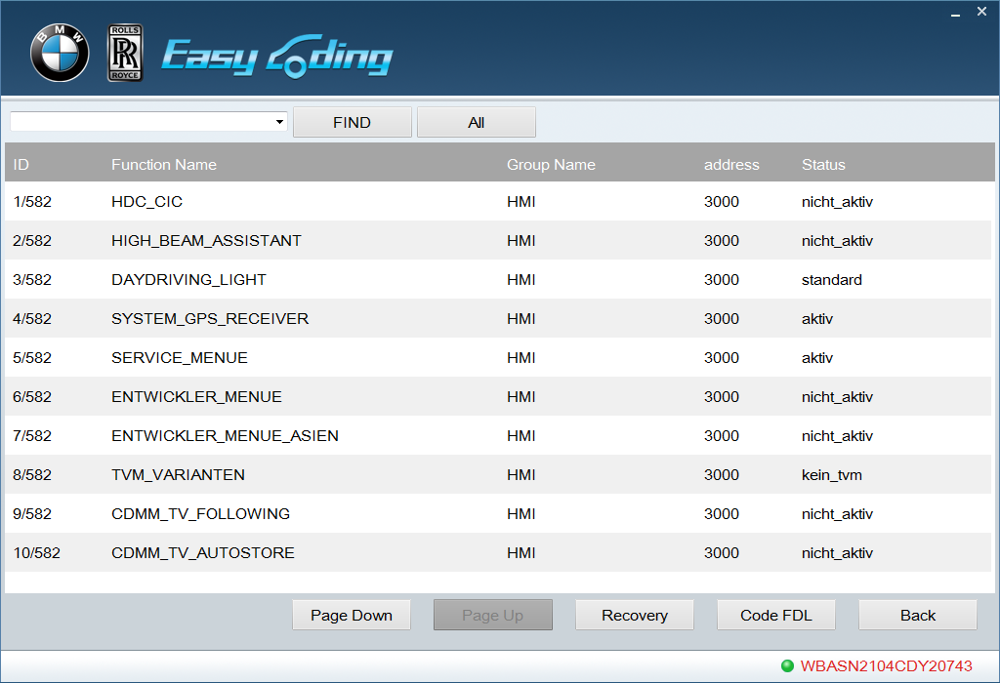 BMW ROLLS RR ROYCE Easy Coding
FIND All
ID Function Name Group Name address Status
1/582 HDC_CIC HMI 3000 nicht_aktiv
2/582 HIGH_BEAM_ASSISTANT HMI 3000 nicht_aktiv
3/582 DAYDRIVING_LIGHT HMI 3000 standard
4/582 SYSTEM_GPS_RECEIVER HMI 3000 aktiv
5/582 SERVICE_MENUE HMI 3000 aktiv
6/582 ENTWICKLER_MENUE HMI 3000 nicht_aktiv
7/582 ENTWICKLER_MENUE_ASIEN HMI 3000 nicht_aktiv
8/582 TVM_VARIANTEN HMI 3000 kein_tvm
9/582 CDMM_TV_FOLLOWING HMI 3000 nicht_aktiv
10/582 CDMM_TV_AUTOSTORE HMI 3000 nicht_aktiv
Page Down Page Up Recovery Code FDL Back
WBASN2104CDY20743